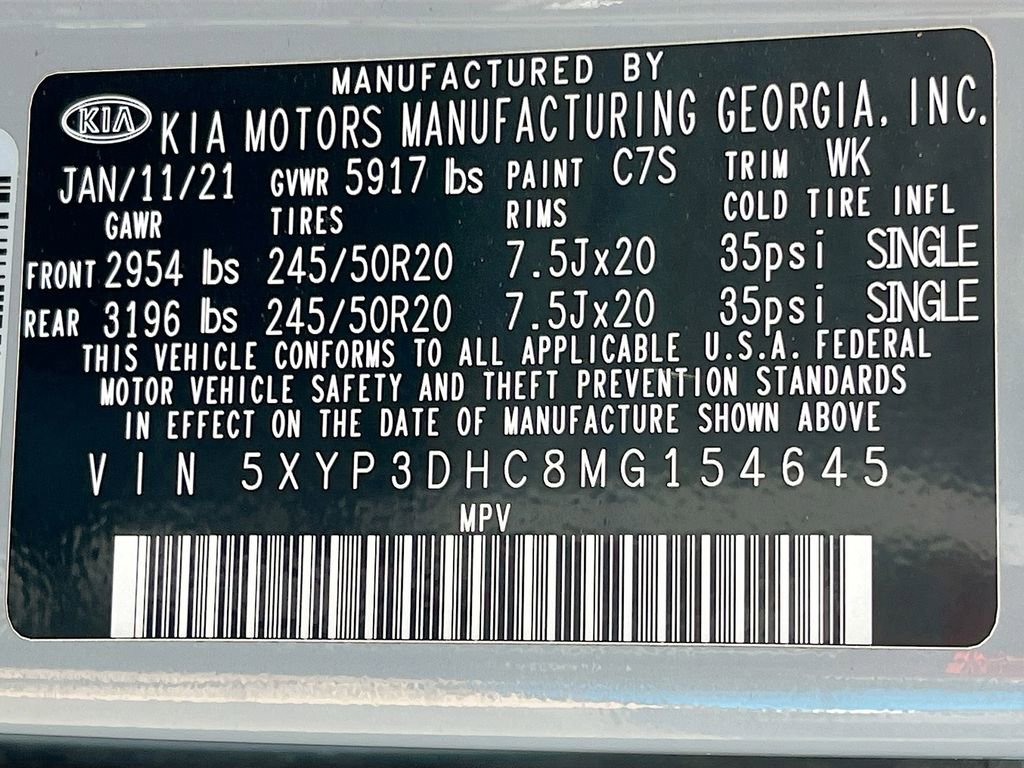 MANUFACTURED BY
KIA KIA MOTORS MANUFACTURING GEORGIA, INC.
JAN/11/21 GVWR 5917 lbs PAINT C7S TRIM WK
GAWR TIRES RIMS COLD TIRE INFL
FRONT 2954 lbs 245/50R20 7.5Jx20 35psi SINGLE
REAR 3196 lbs 245/50R20 7.5Jx20 35psi SINGLE
THIS VEHICLE CONFORMS TO ALL APPLICABLE U.S.A. FEDERAL
MOTOR VEHICLE SAFETY AND THEFT PREVENTION STANDARDS
IN EFFECT ON THE DATE OF MANUFACTURE SHOWN ABOVE
VIN 5XYP3DHC8MG154645
MPV